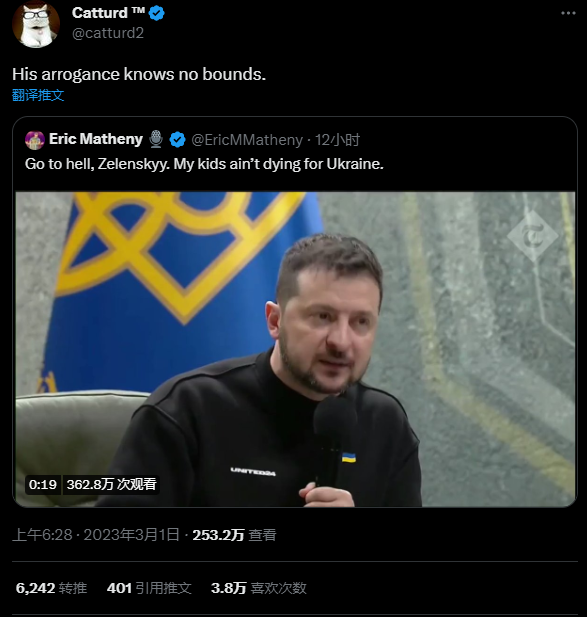 Catturd ™
@catturd2
His arrogance knows no bounds.
翻译推文
Eric Matheny 🎙 @EricMMatheny · 12小时
Go to hell, Zelenskyy. My kids ain’t dying for Ukraine.
UNITED24
0:19 362.8万 次观看
上午6:28 · 2023年3月1日 · 253.2万 查看
6,242 转推 401 引用推文 3.8万 喜欢次数